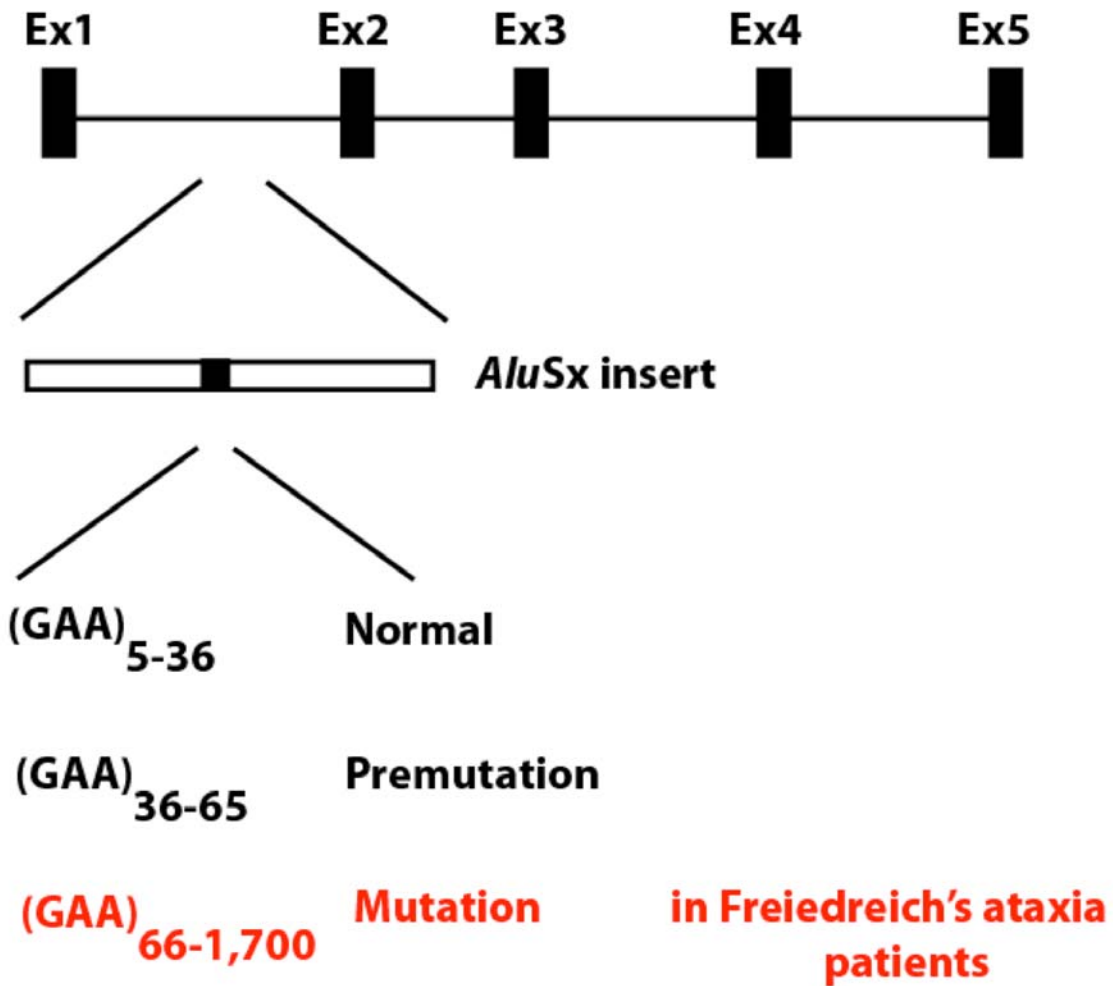 Ex1 Ex2 Ex3 Ex4 Ex5
AluSx insert
(GAA)5-36 Normal
(GAA)36-65 Premutation
(GAA)66-1,700 Mutation in Freiedreich's ataxia
patients